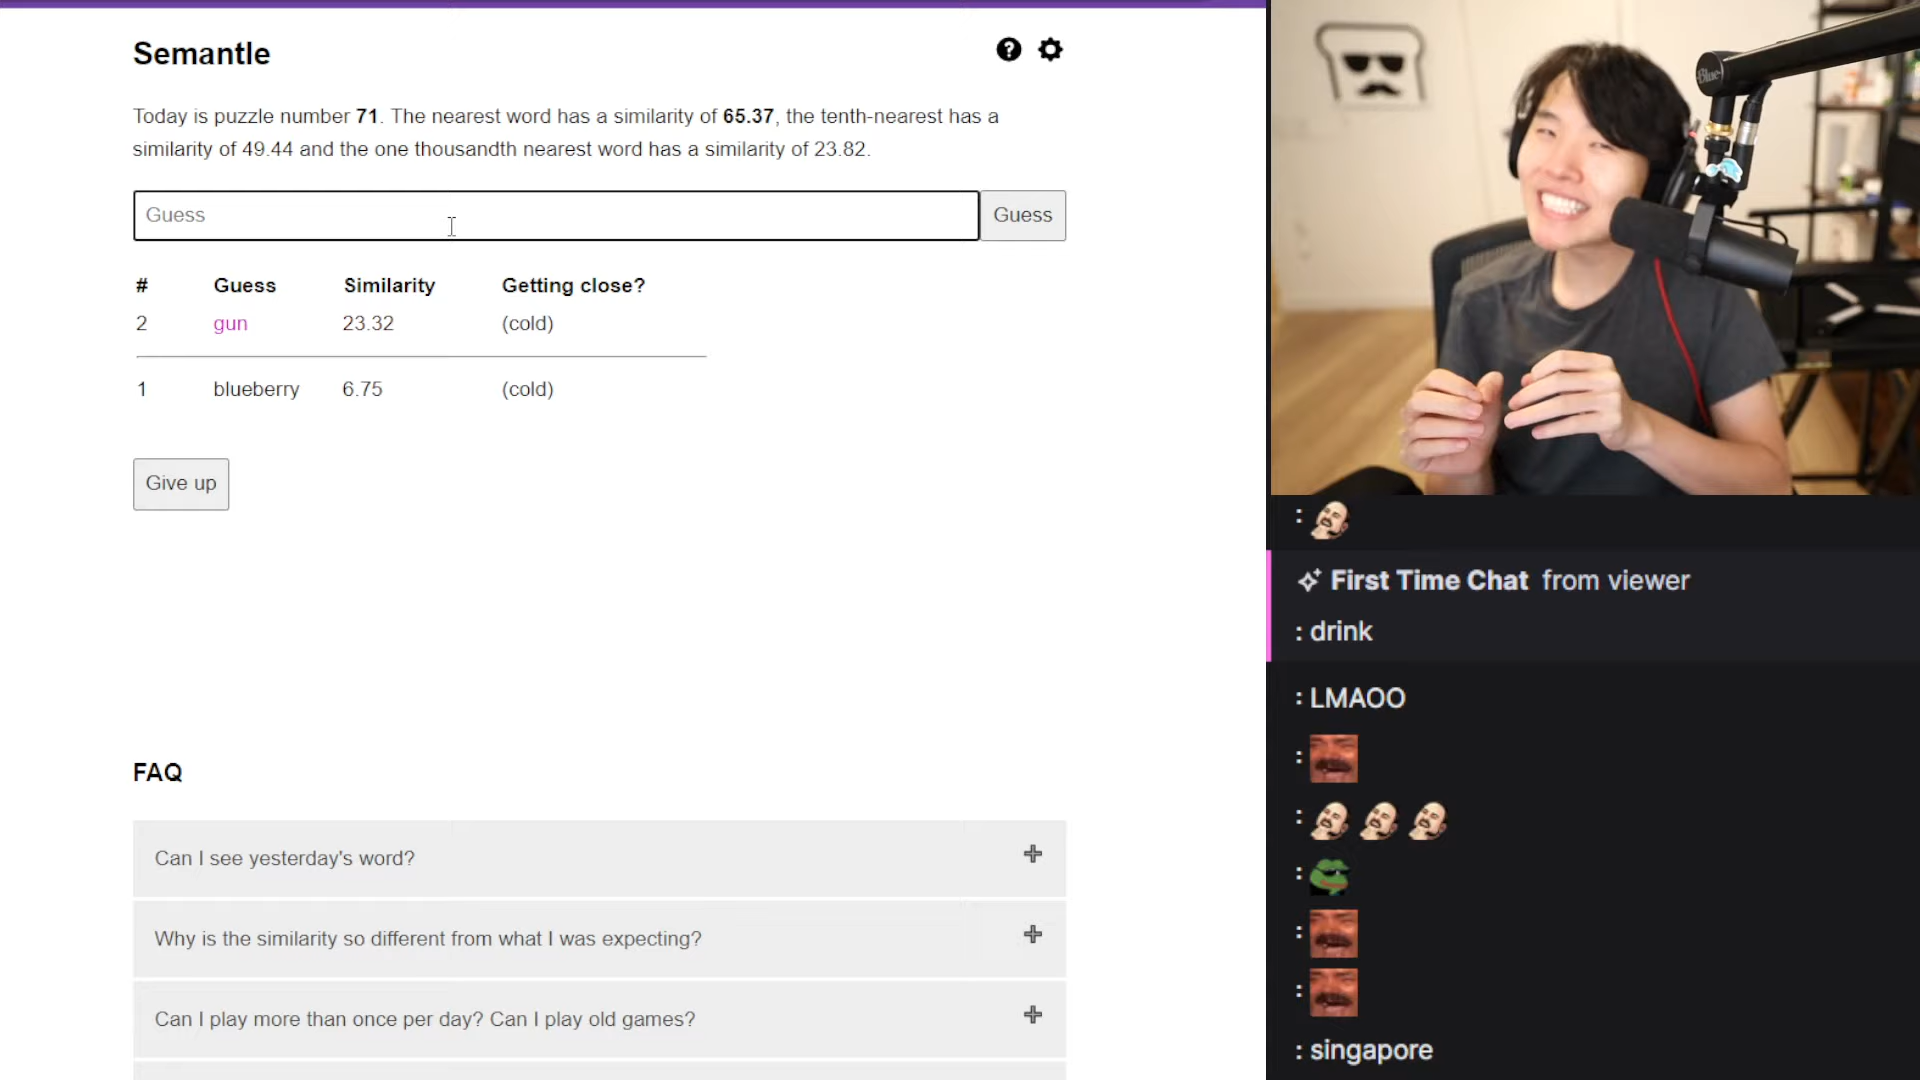 Semantle
Today is puzzle number 71. The nearest word has a similarity of 65.37, the tenth-nearest has a
similarity of 49.44 and the one thousandth nearest word has a similarity of 23.82.
Guess
Guess
# Guess Similarity Getting close?
2 gun 23.32 (cold)
1 blueberry 6.75 (cold)
Give up
FAQ
Can I see yesterday's word?
Why is the similarity so different from what I was expecting?
Can I play more than once per day? Can I play old games?
Blue
:
First Time Chat from viewer
: drink
: LMAOO
:
:
:
:
:
: singapore